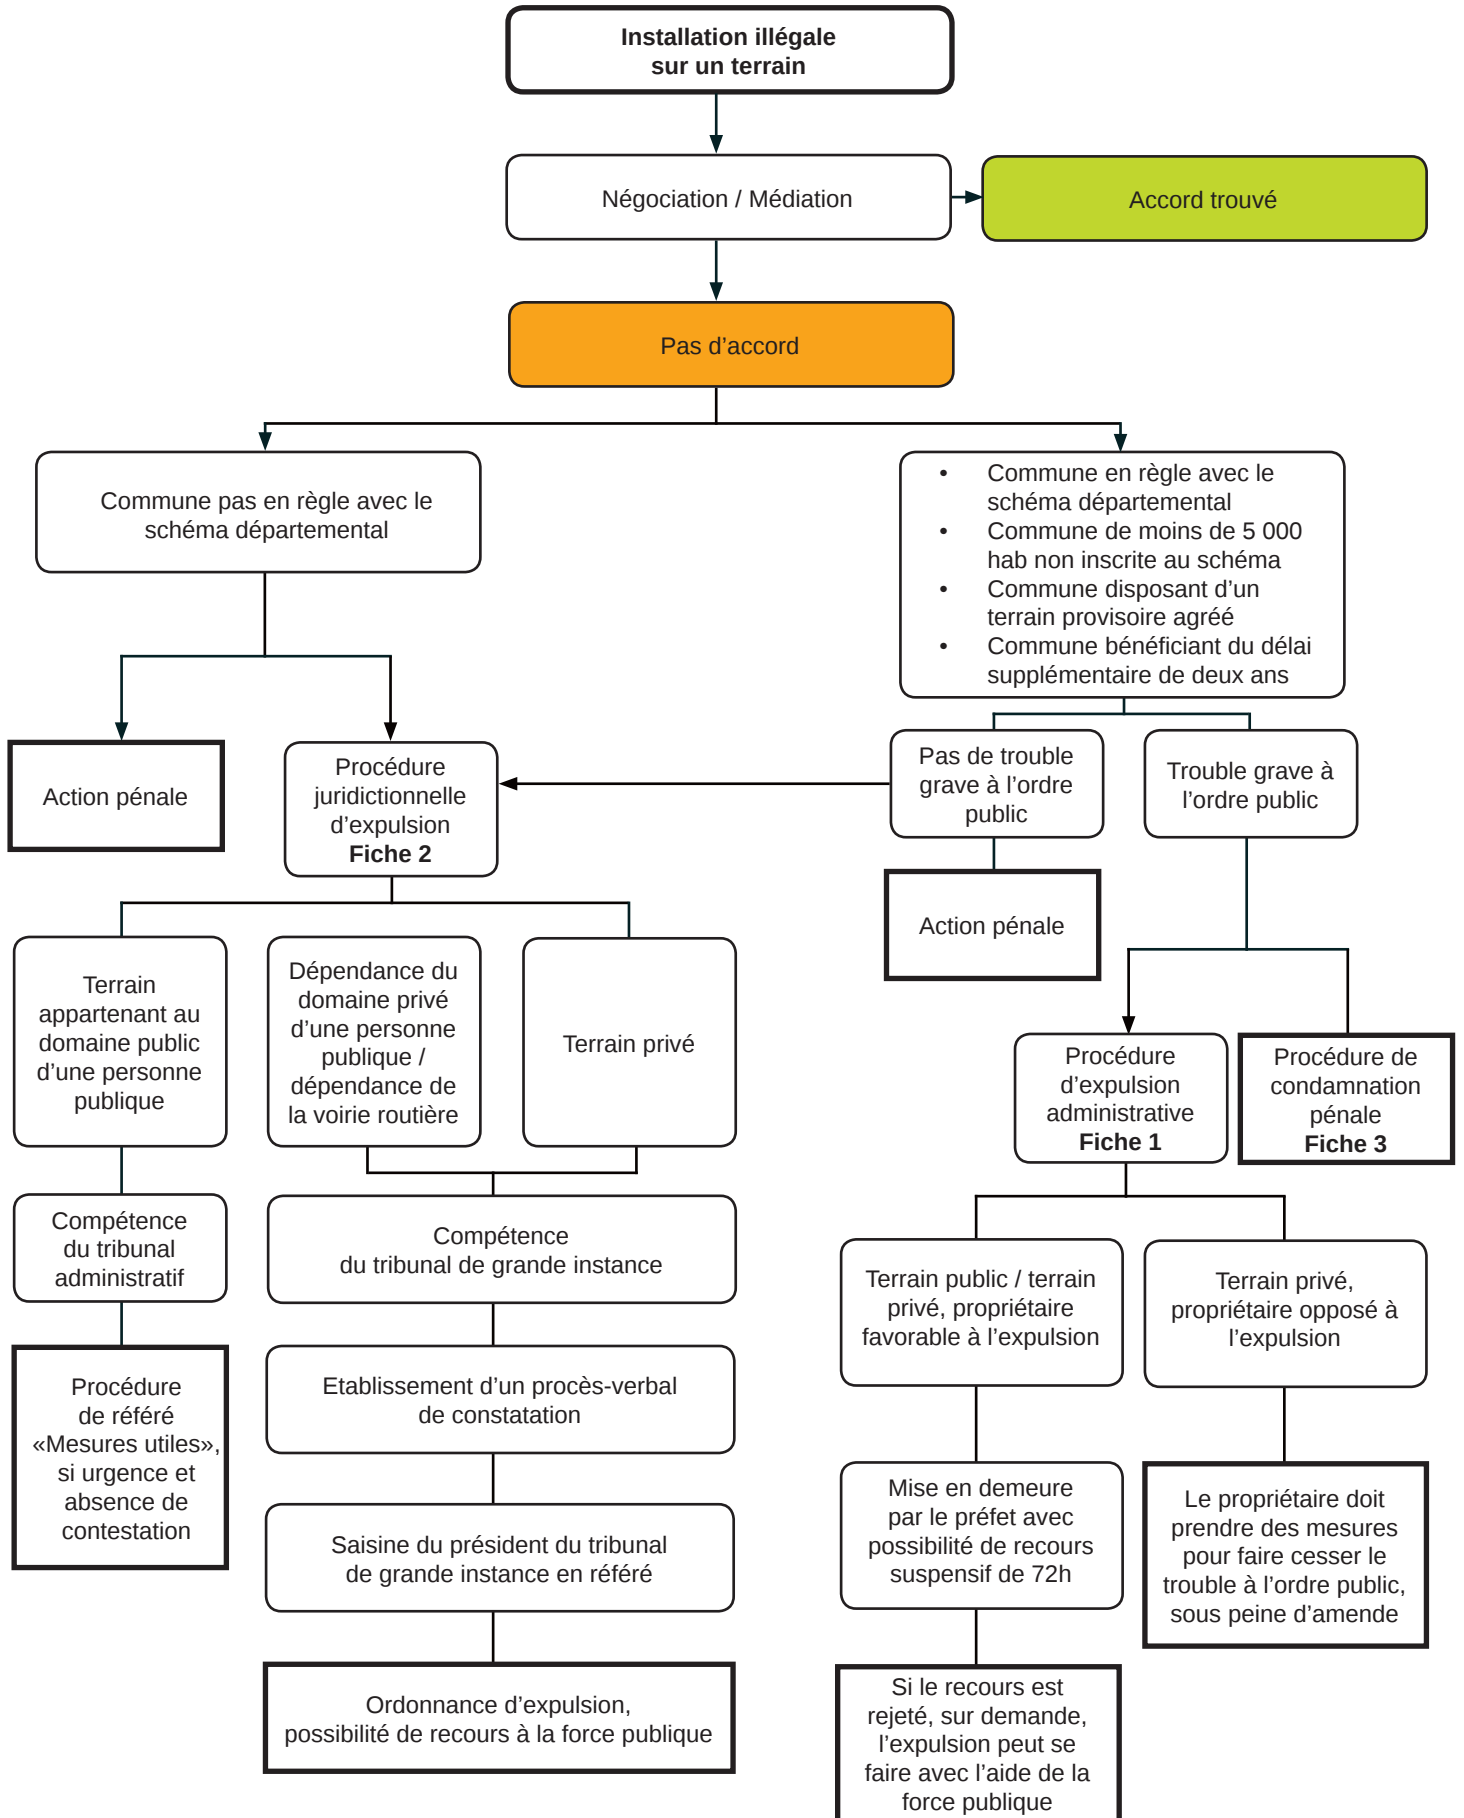 Installation illégale
sur un terrain
Négociation / Médiation
Accord trouvé
Pas d’accord
Commune pas en règle avec le
schéma départemental
• Commune en règle avec le
schéma départemental
• Commune de moins de 5 000
hab non inscrite au schéma
• Commune disposant d’un
terrain provisoire agréé
• Commune bénéficiant du délai
supplémentaire de deux ans
Action pénale
Procédure
juridictionnelle
d’expulsion
Fiche 2
Pas de trouble
grave à l’ordre
public
Trouble grave à
l’ordre public
Action pénale
Terrain
appartenant au
domaine public
d’une personne
publique
Dépendance du
domaine privé
d’une personne
publique /
dépendance de
la voirie routière
Terrain privé
Procédure
d’expulsion
administrative
Fiche 1
Procédure de
condamnation
pénale
Fiche 3
Compétence
du tribunal
administratif
Compétence
du tribunal de grande instance
Terrain public / terrain
privé, propriétaire
favorable à l’expulsion
Terrain privé,
propriétaire opposé à
l’expulsion
Procédure
de référé
«Mesures utiles»,
si urgence et
absence de
contestation
Etablissement d’un procès-verbal
de constatation
Mise en demeure
par le préfet avec
possibilité de recours
suspensif de 72h
Le propriétaire doit
prendre des mesures
pour faire cesser le
trouble à l’ordre public,
sous peine d’amende
Saisine du président du tribunal
de grande instance en référé
Ordonnance d’expulsion,
possibilité de recours à la force publique
Si le recours est
rejeté, sur demande,
l’expulsion peut se
faire avec l’aide de la
force publique